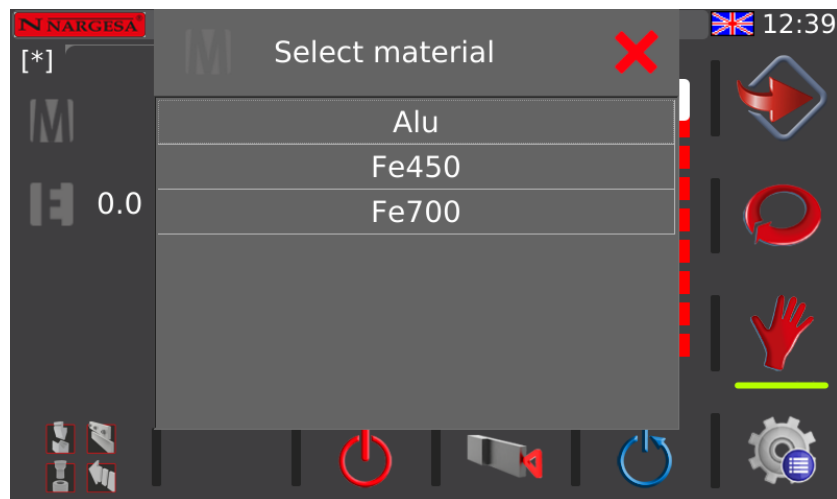 N NARGESA®
Select material
12:39
[*]
M
M
Alu
Fe450
Fe700
E
0.0